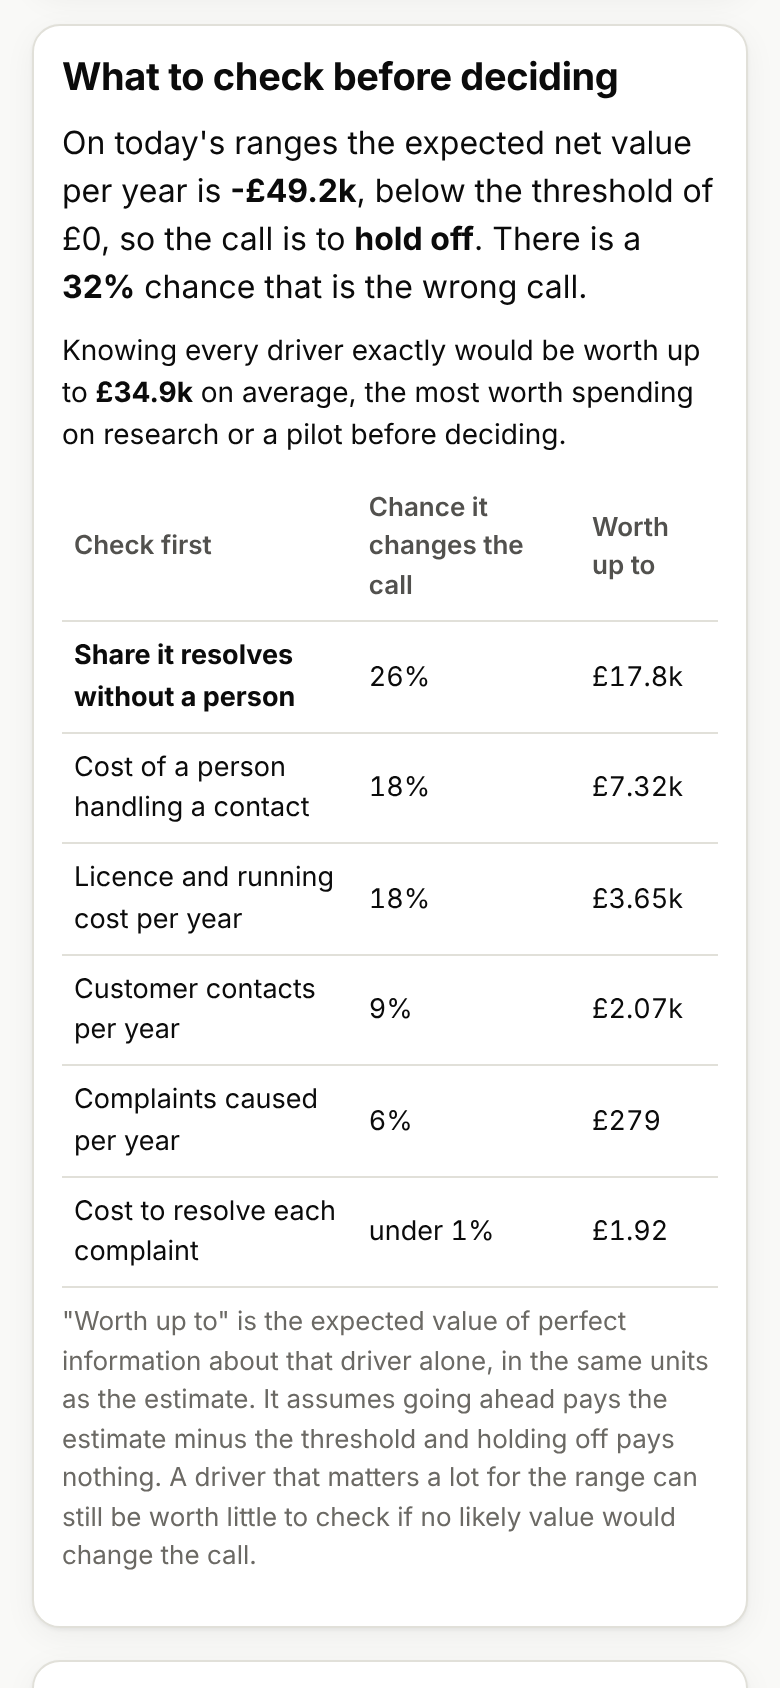 What to check before deciding
On today's ranges the expected net value
per year is -£49.2k, below the threshold of
£0, so the call is to hold off. There is a
32% chance that is the wrong call.
Knowing every driver exactly would be worth up
to £34.9k on average, the most worth spending
on research or a pilot before deciding.
Check first
Chance it
changes the
call
Worth
up to
Share it resolves
without a person
26%
£17.8k
Cost of a person
handling a contact
18%
£7.32k
Licence and running
cost per year
18%
£3.65k
Customer contacts
per year
9%
£2.07k
Complaints caused
per year
6%
£279
Cost to resolve each
complaint
under 1%
£1.92
"Worth up to" is the expected value of perfect
information about that driver alone, in the same units
as the estimate. It assumes going ahead pays the
estimate minus the threshold and holding off pays
nothing. A driver that matters a lot for the range can
still be worth little to check if no likely value would
change the call.